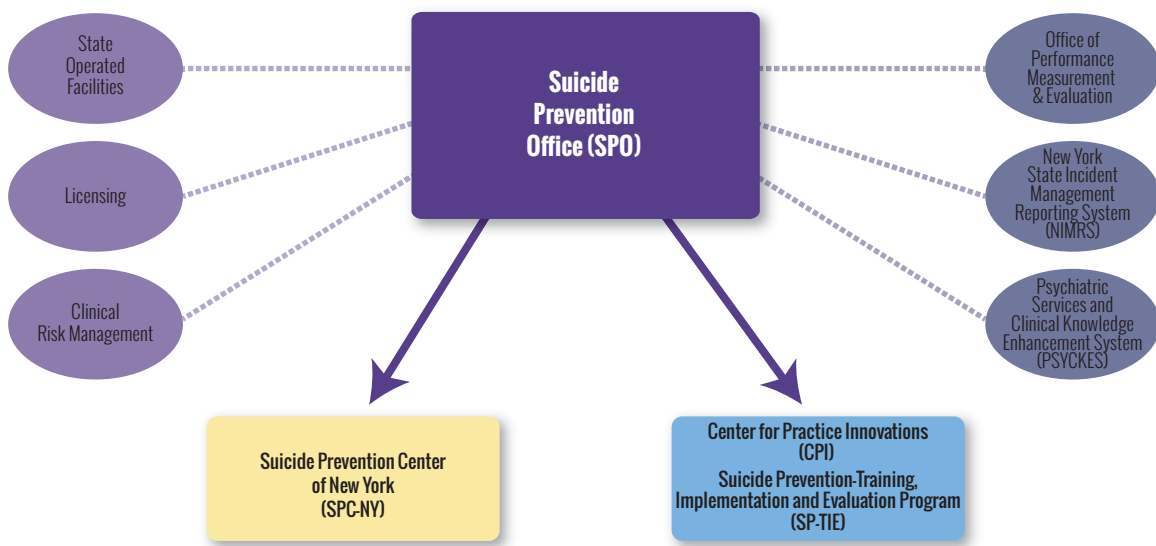 State
Operated
Facilities
Licensing
Clinical
Risk Management
Suicide
Prevention
Office (SPO)
Office of
Performance
Measurement
& Evaluation
New York
State Incident
Management
Reporting System
(NIMRS)
Psychiatric
Services and
Clinical Knowledge
Enhancement System
(PSYCKES)
Suicide Prevention Center
of New York
(SPC-NY)
Center for Practice Innovations
(CPI)
Suicide Prevention-Training,
Implementation and Evaluation Program
(SP-TIE)